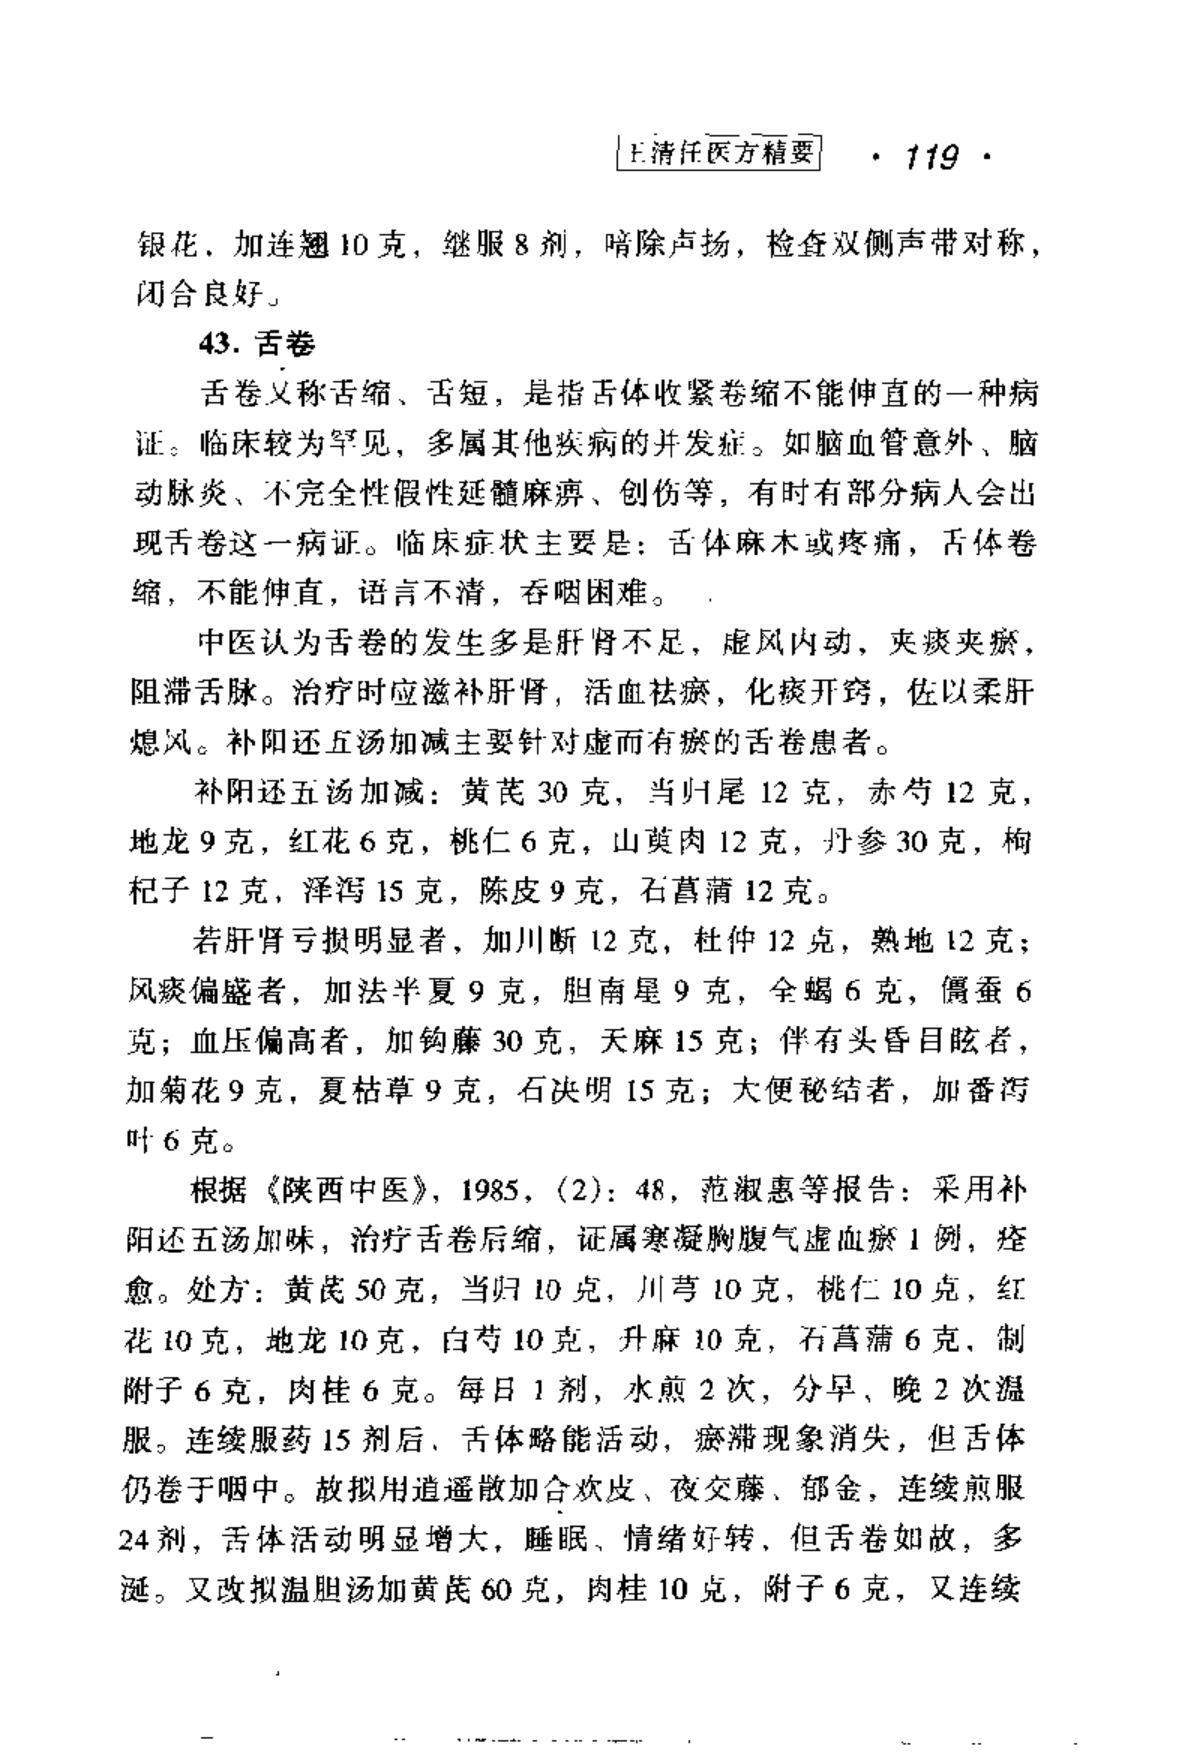 王清任医方精要 · 119 ·
银花，加连翘 10 克，继服 8 剂，喑除声扬，检查双侧声带对称，
闭合良好。
43. 舌卷
舌卷又称舌缩、舌短，是指舌体收紧卷缩不能伸直的一种病
证。临床较为罕见，多属其他疾病的并发症。如脑血管意外、脑
动脉炎、不完全性假性延髓麻痹、创伤等，有时有部分病人会出
现舌卷这一病证。临床症状主要是：舌体麻木或疼痛，舌体卷
缩，不能伸直，语言不清，吞咽困难。
中医认为舌卷的发生多是肝肾不足，虚风内动，夹痰夹瘀，
阻滞舌脉。治疗时应滋补肝肾，活血祛瘀，化痰开窍，佐以柔肝
熄风。补阳还五汤加减主要针对虚而有瘀的舌卷患者。
补阳还五汤加减：黄芪 30 克，当归尾 12 克，赤芍 12 克，
地龙 9 克，红花 6 克，桃仁 6 克，山萸肉 12 克，丹参 30 克，枸
杞子 12 克，泽泻 15 克，陈皮 9 克，石菖蒲 12 克。
若肝肾亏损明显者，加川断 12 克，杜仲 12 克，熟地 12 克；
风痰偏盛者，加法半夏 9 克，胆南星 9 克，全蝎 6 克，僵蚕 6
克；血压偏高者，加钩藤 30 克，天麻 15 克；伴有头昏目眩者，
加菊花 9 克，夏枯草 9 克，石决明 15 克；大便秘结者，加番泻
叶 6 克。
根据《陕西中医》，1985，（2）：48，范淑惠等报告：采用补
阳还五汤加味，治疗舌卷后缩，证属寒凝胸腹气虚血瘀 1 例，痊
愈。处方：黄芪 50 克，当归 10 克，川芎 10 克，桃仁 10 克，红
花 10 克，地龙 10 克，白芍 10 克，升麻 10 克，石菖蒲 6 克，制
附子 6 克，肉桂 6 克。每日 1 剂，水煎 2 次，分早、晚 2 次温
服。连续服药 15 剂后，舌体略能活动，瘀滞现象消失，但舌体
仍卷于咽中。故拟用逍遥散加合欢皮、夜交藤、郁金，连续煎服
24 剂，舌体活动明显增大，睡眠、情绪好转，但舌卷如故，多
涎。又改拟温胆汤加黄芪 60 克，肉桂 10 克，附子 6 克，又连续